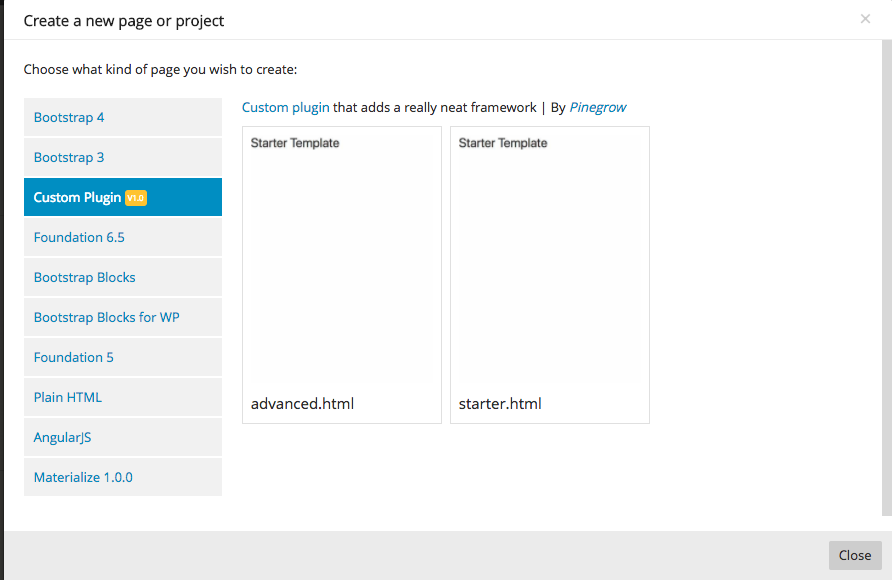 Create a new page or project
×
Choose what kind of page you wish to create:
Bootstrap 4
Bootstrap 3
Custom Plugin V1.0
Foundation 6.5
Bootstrap Blocks
Bootstrap Blocks for WP
Foundation 5
Plain HTML
AngularJS
Materialize 1.0.0
Custom plugin that adds a really neat framework | By Pinegrow
Starter Template
advanced.html
Starter Template
starter.html
Close